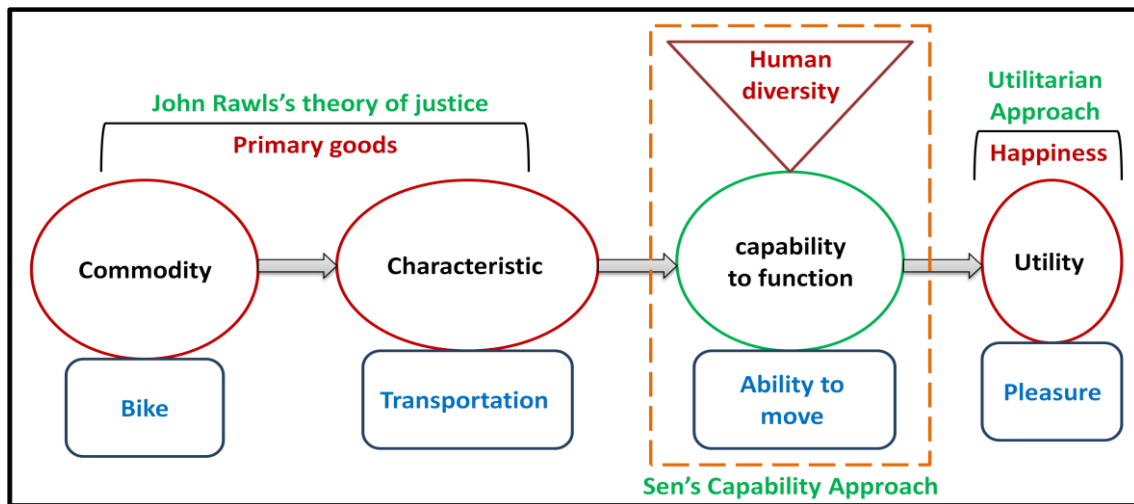 John Rawls's theory of justice
Primary goods
Human
diversity
Utilitarian
Approach
Happiness
Commodity
Characteristic
capability
to function
Utility
Bike
Transportation
Ability to
move
Pleasure
Sen's Capability Approach